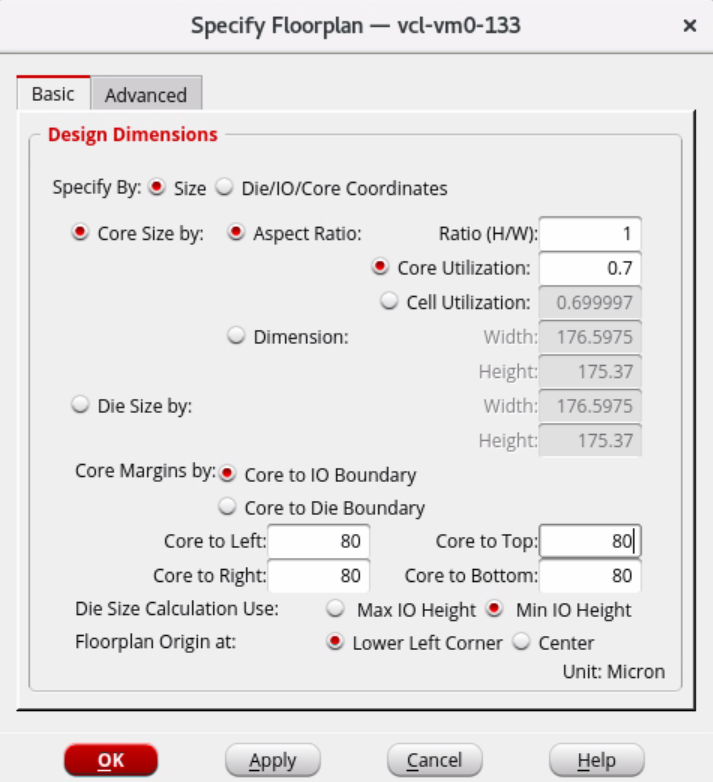 Specify Floorplan — vcl-vm0-133 ×
Basic Advanced
Design Dimensions
Specify By: Size Die/IO/Core Coordinates
Core Size by: Aspect Ratio: Ratio (H/W): 1
Core Utilization: 0.7
Cell Utilization: 0.699997
Dimension: Width: 176.5975
Height: 175.37
Die Size by: Width: 176.5975
Height: 175.37
Core Margins by: Core to IO Boundary
Core to Die Boundary
Core to Left: 80 Core to Top: 80
Core to Right: 80 Core to Bottom: 80
Die Size Calculation Use: Max IO Height Min IO Height
Floorplan Origin at: Lower Left Corner Center
Unit: Micron
OK Apply Cancel Help